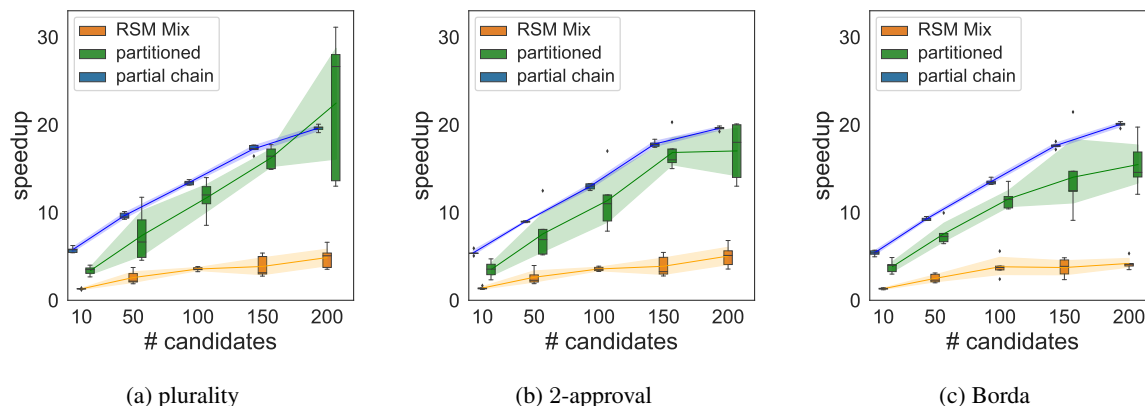 30
20
10
0
speedup
RSM Mix
partitioned
partial chain
10 50 100 150 200
# candidates
(a) plurality
30
20
10
0
speedup
RSM Mix
partitioned
partial chain
10 50 100 150 200
# candidates
(b) 2-approval
30
20
10
0
speedup
RSM Mix
partitioned
partial chain
10 50 100 150 200
# candidates
(c) Borda